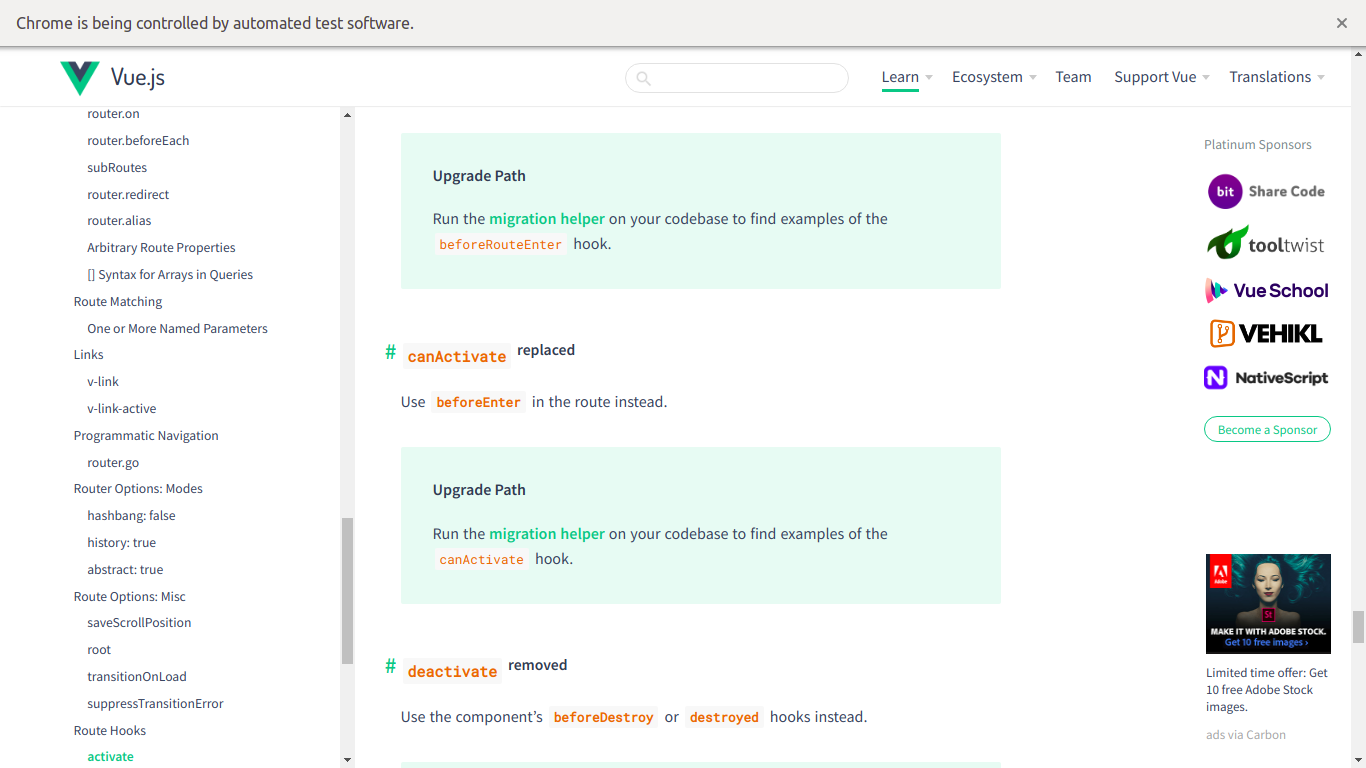 Chrome is being controlled by automated test software.
Vue.js
Learn
Ecosystem
Team
Support Vue
Translations
router.on
router.beforeEach
subRoutes
router.redirect
router.alias
Arbitrary Route Properties
[] Syntax for Arrays in Queries
Route Matching
One or More Named Parameters
Links
v-link
v-link-active
Programmatic Navigation
router.go
Router Options: Modes
hashbang: false
history: true
abstract: true
Route Options: Misc
saveScrollPosition
root
transitionOnLoad
suppressTransitionError
Route Hooks
activate
Upgrade Path
Run the migration helper on your codebase to find examples of the
beforeRouteEnter hook.
# canActivate replaced
Use beforeEnter in the route instead.
Upgrade Path
Run the migration helper on your codebase to find examples of the
canActivate hook.
# deactivate removed
Use the component’s beforeDestroy or destroyed hooks instead.
Platinum Sponsors
bit Share Code
tooltwist
Vue School
VEHIKL
NativeScript
Become a Sponsor
Adobe
St
MAKE IT WITH ADOBE STOCK.
Get 10 free images ›
Limited time offer: Get
10 free Adobe Stock
images.
ads via Carbon